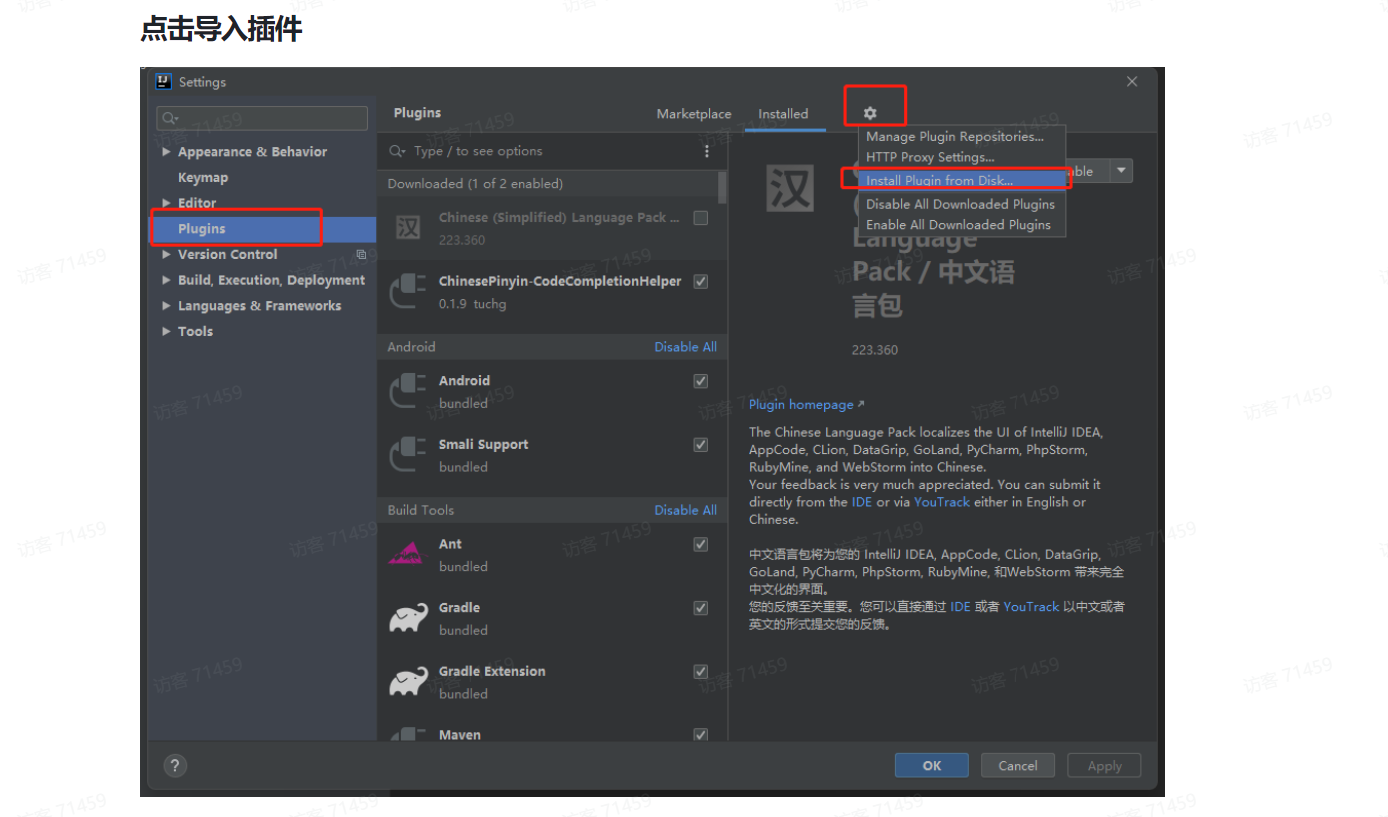 点击导入插件
Settings
Appearance & Behavior
Keymap
Editor
Plugins
Version Control
Build, Execution, Deployment
Languages & Frameworks
Tools
Plugins
Marketplace
Installed
Type / to see options
Downloaded (1 of 2 enabled)
汉
Chinese (Simplified) Language Pack ...
223.360
ChinesePinyin-CodeCompletionHelper
0.1.9 tuchg
Android
Disable All
Android
bundled
Smali Support
bundled
Build Tools
Disable All
Ant
bundled
Gradle
bundled
Gradle Extension
bundled
Maven
Manage Plugin Repositories...
HTTP Proxy Settings...
Install Plugin from Disk...
Disable All Downloaded Plugins
Enable All Downloaded Plugins
汉
Language
Pack / 中文语
言包
223.360
Plugin homepage
The Chinese Language Pack localizes the UI of IntelliJ IDEA,
AppCode, CLion, DataGrip, GoLand, PyCharm, PhpStorm,
RubyMine, and WebStorm into Chinese.
Your feedback is very much appreciated. You can submit it
directly from the IDE or via YouTrack either in English or
Chinese.
中文语言包将为您的 IntelliJ IDEA, AppCode, CLion, DataGrip,
GoLand, PyCharm, PhpStorm, RubyMine, 和WebStorm 带来完全
中文化的界面。
您的反馈至关重要。您可以直接通过 IDE 或者 YouTrack 以中文或者
英文的形式提交您的反馈。
?
OK
Cancel
Apply
访客 71459